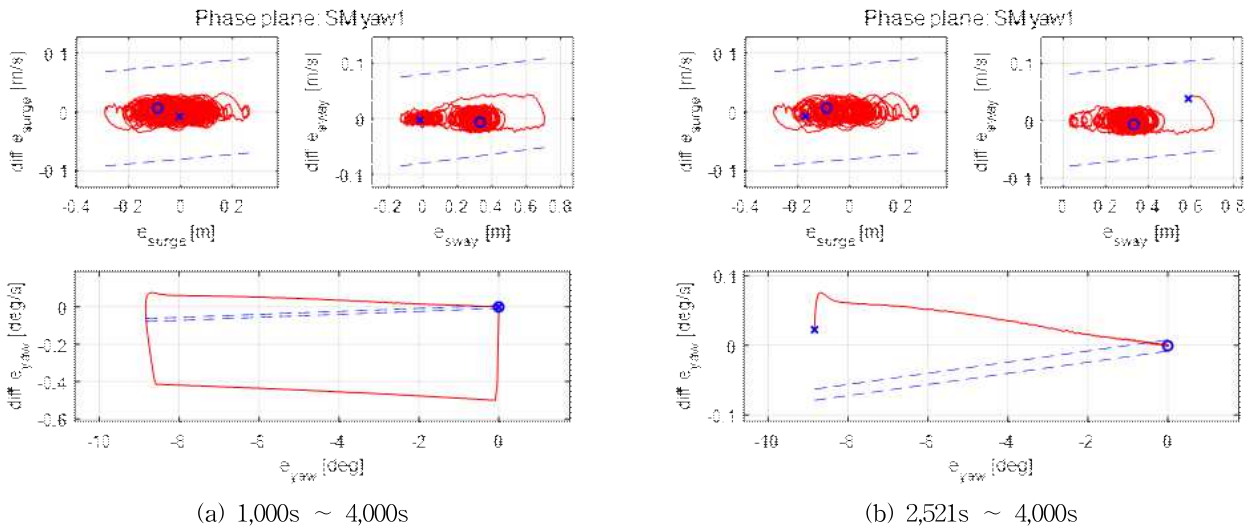 Phase plane: SM yaw1
diff e_surge [m/s]
0.1
0
-0.1
-0.4 -0.2 0 0.2
e_surge [m]
diff e_sway [m/s]
0.1
0
-0.1
0 0.2 0.4 0.6 0.8
e_sway [m]
diff e_yaw [deg/s]
0
-0.2
-0.4
-0.6
-10 -8 -6 -4 -2 0
e_yaw [deg]
(a) 1,000s ~ 4,000s
Phase plane: SM yaw1
diff e_surge [m/s]
0.1
0
-0.1
-0.4 -0.2 0 0.2
e_surge [m]
diff e_sway [m/s]
0.1
0
-0.1
0 0.2 0.4 0.6 0.8
e_sway [m]
diff e_yaw [deg/s]
0.1
0
-0.1
-10 -8 -6 -4 -2 0
e_yaw [deg]
(b) 2,521s ~ 4,000s